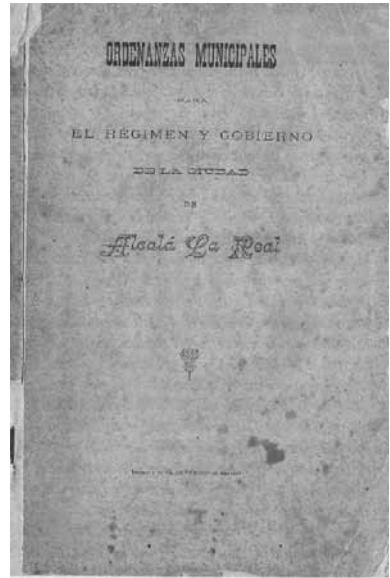 ORDENANZAS MUNICIPALES
PARA
EL RÉGIMEN Y GOBIERNO
DE LA CIUDAD
DE
Alcalá La Real